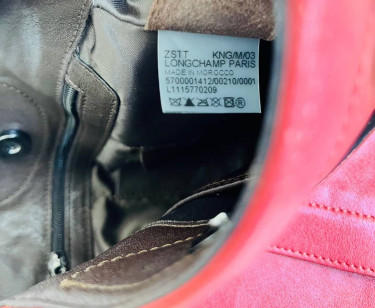 ZSTT KNG/M/03
LONGCHAMP PARIS
MADE IN MOROCCO
5700001412/00210/0001
L1115770209